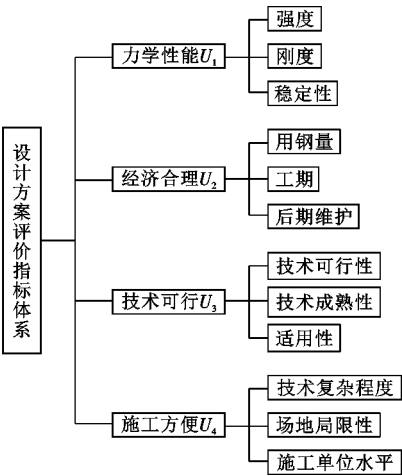 设计方案评价指标体系
力学性能U1
强度
刚度
稳定性
经济合理U2
用钢量
工期
后期维护
技术可行U3
技术可行性
技术成熟性
适用性
施工方便U4
技术复杂程度
场地局限性
施工单位水平